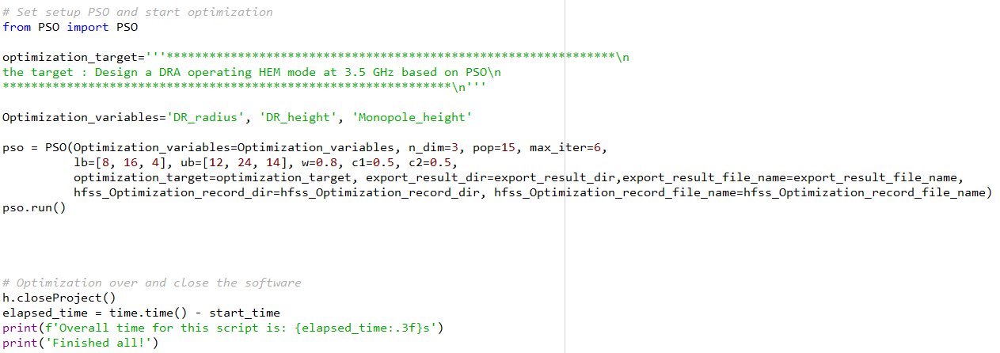 # Set setup PSO and start optimization
from PSO import PSO
optimization_target='''***************************************************************\n
the target : Design a DRA operating HEM mode at 3.5 GHz based on PSO\n
***************************************************************\n'''
Optimization_variables='DR_radius', 'DR_height', 'Monopole_height'
pso = PSO(Optimization_variables=Optimization_variables, n_dim=3, pop=15, max_iter=6,
          lb=[8, 16, 4], ub=[12, 24, 14], w=0.8, c1=0.5, c2=0.5,
          optimization_target=optimization_target, export_result_dir=export_result_dir,export_result_file_name=export_result_file_name,
          hfss_Optimization_record_dir=hfss_Optimization_record_dir, hfss_Optimization_record_file_name=hfss_Optimization_record_file_name)
pso.run()
# Optimization over and close the software
h.closeProject()
elapsed_time = time.time() - start_time
print(f'Overall time for this script is: {elapsed_time:.3f}s')
print('Finished all!')